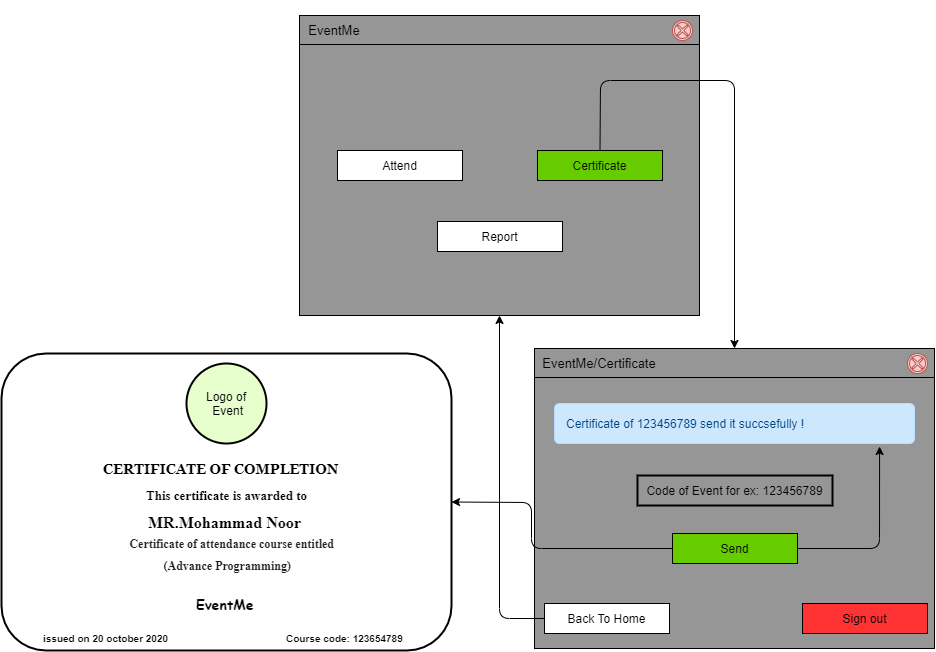 EventMe
Attend
Certificate
Report
EventMe/Certificate
Certificate of 123456789 send it succsefully !
Code of Event for ex: 123456789
Send
Back To Home
Sign out
Logo of
Event
CERTIFICATE OF COMPLETION
This certificate is awarded to
MR.Mohammad Noor
Certificate of attendance course entitled
(Advance Programming)
EventMe
issued on 20 october 2020
Course code: 123654789